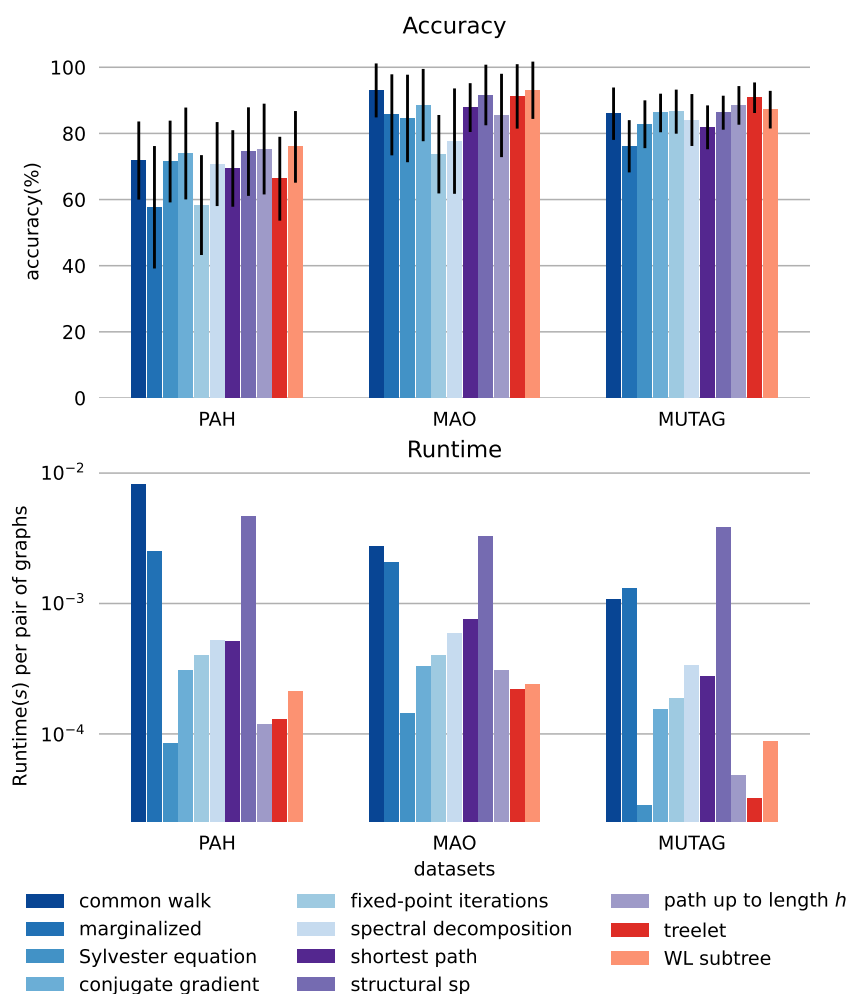 Accuracy
100
80
60
40
20
0
accuracy(%)
PAH MAO MUTAG
Runtime
10⁻²
10⁻³
10⁻⁴
Runtime(s) per pair of graphs
PAH MAO MUTAG
datasets
common walk
marginalized
Sylvester equation
conjugate gradient
fixed-point iterations
spectral decomposition
shortest path
structural sp
path up to length h
treelet
WL subtree